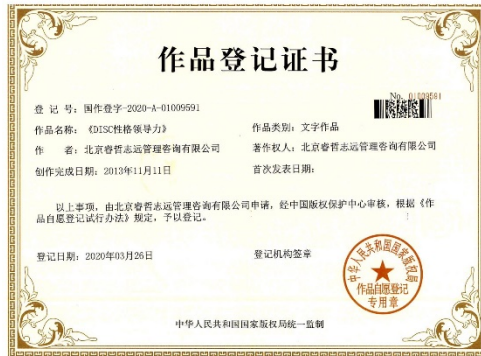 作品登记证书
No. 01009591
登 记 号：国作登字-2020-A-01009591
作品名称：《DISC性格领导力》 作品类别：文字作品
作 者：北京睿哲志远管理咨询有限公司 著作权人：北京睿哲志远管理咨询有限公司
创作完成日期：2013年11月11日 首次发表日期：
以上事项，由北京睿哲志远管理咨询有限公司申请，经中国版权保护中心审核，根据《作
品自愿登记试行办法》规定，予以登记。
登记日期：2020年03月26日 登记机构签章
中华人民共和国国家版权局
作品自愿登记
专用章
中华人民共和国国家版权局统一监制